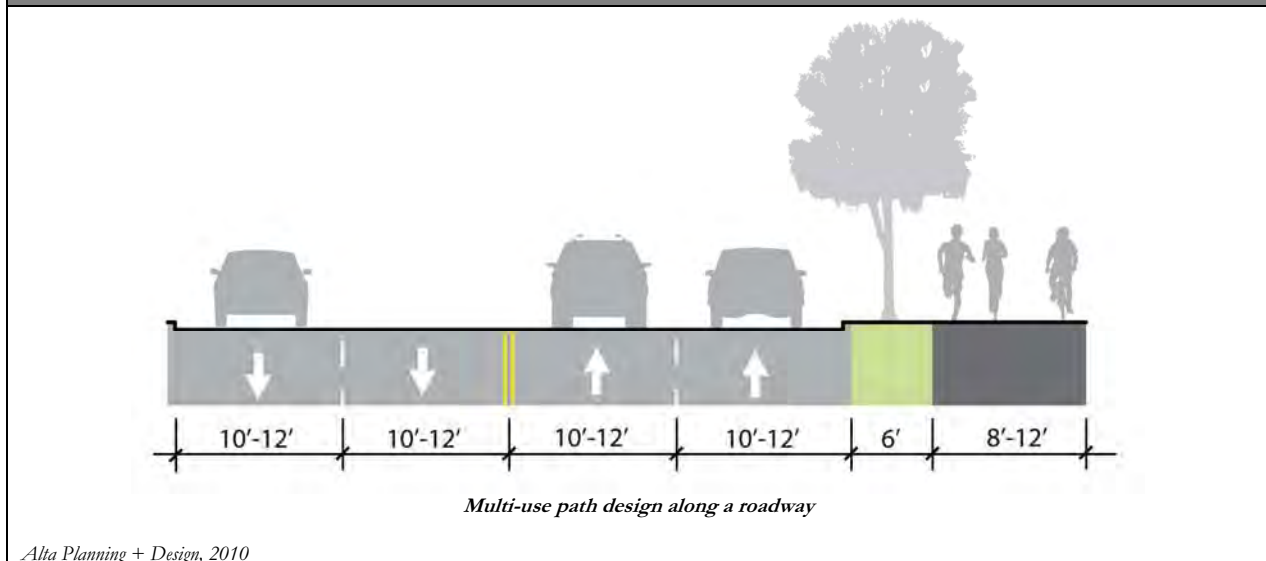 10'-12' 10'-12' 10'-12' 10'-12' 6' 8'-12'
Multi-use path design along a roadway
Alta Planning + Design, 2010